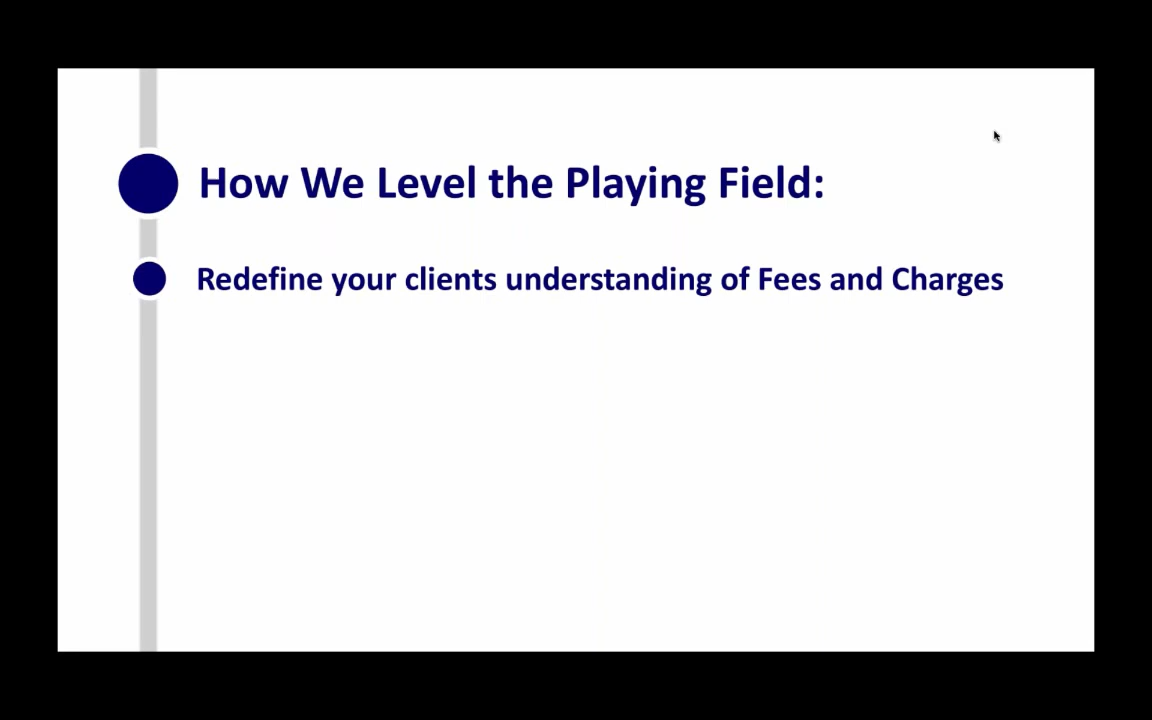 How We Level the Playing Field:
Redefine your clients understanding of Fees and Charges